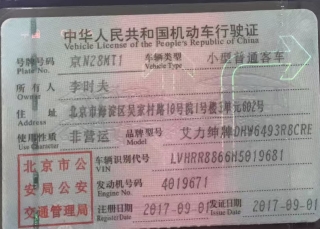 中华人民共和国机动车行驶证
Vehicle License of the People's Republic of China
号牌号码 京N28MT1 车辆类型 小型普通客车
Plate No. Vehicle Type
所有人 李时夫
Owner
住址 北京市海淀区吴家村路10号院1号楼3单元602号
Address
使用性质 非营运 品牌型号 艾力绅牌DHW6493R8CRE
Use Character Model
北京市公安局公安交通管理局
车辆识别代号 LVHRR8866H5019681
VIN
发动机号码 4019671
Engine No.
注册日期 2017-09-01 发证日期 2017-09-01
Register Date Issue Date